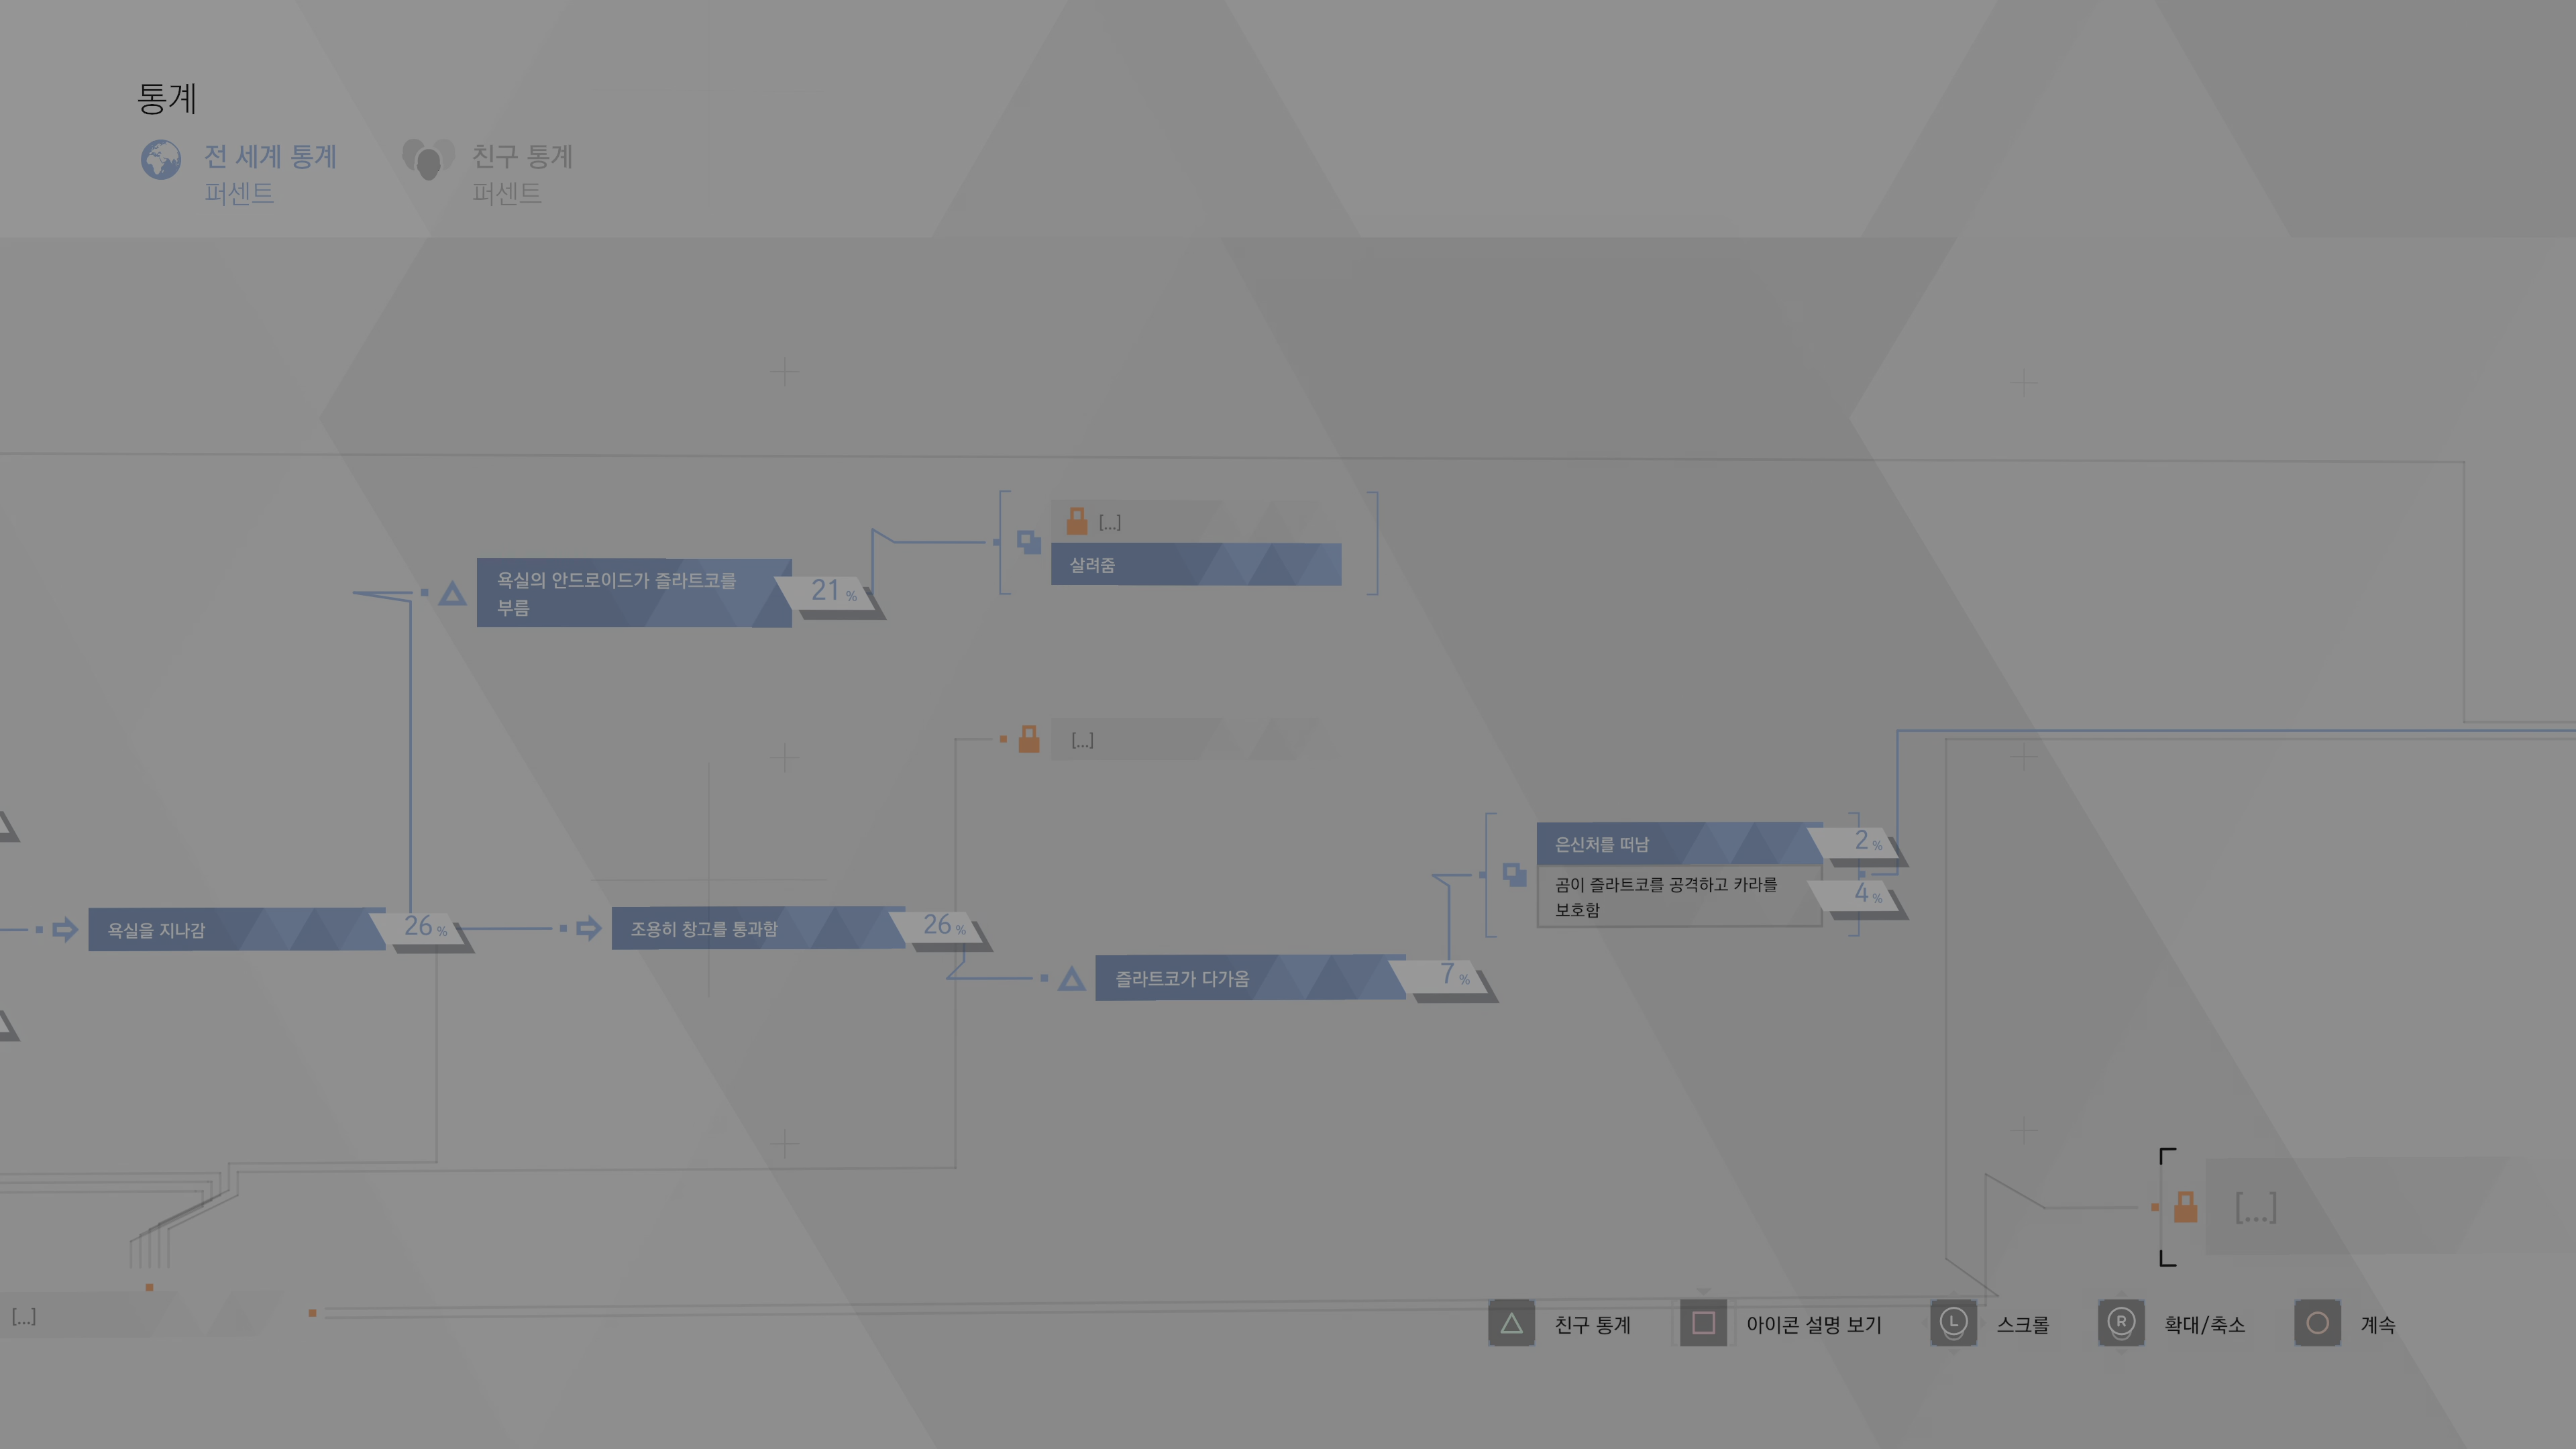 통계
전 세계 통계
퍼센트
친구 통계
퍼센트
[...]
살려줌
욕실의 안드로이드가 즐라트코를
부름
21 %
[...]
은신처를 떠남
2 %
곰이 즐라트코를 공격하고 카라를
보호함
4 %
욕실을 지나감
26 %
조용히 창고를 통과함
26 %
즐라트코가 다가옴
7 %
[...]
[...]
친구 통계
아이콘 설명 보기
L
스크롤
R
확대/축소
계속